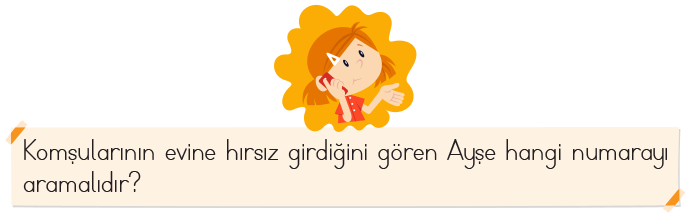 Komşularının evine hırsız girdiğini gören Ayşe hangi numarayı
aramalıdır?